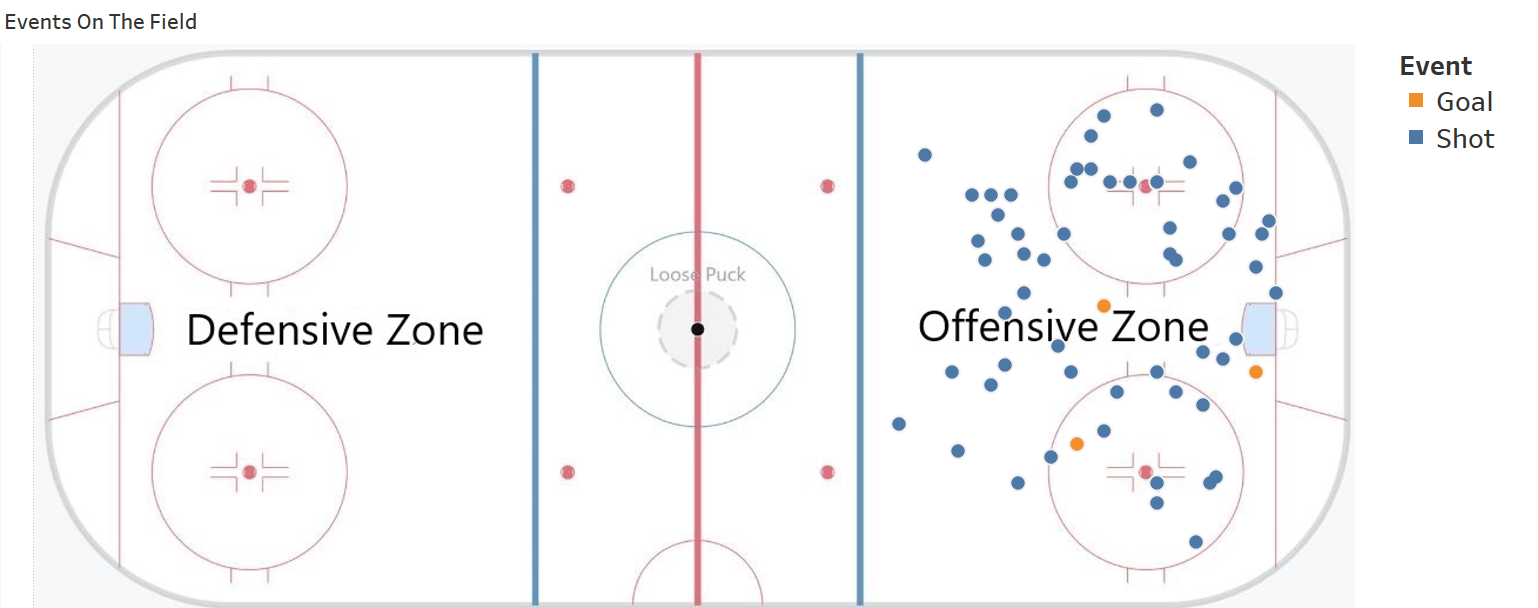 Events On The Field
Event
Goal
Shot
Loose Puck
Defensive Zone
Offensive Zone